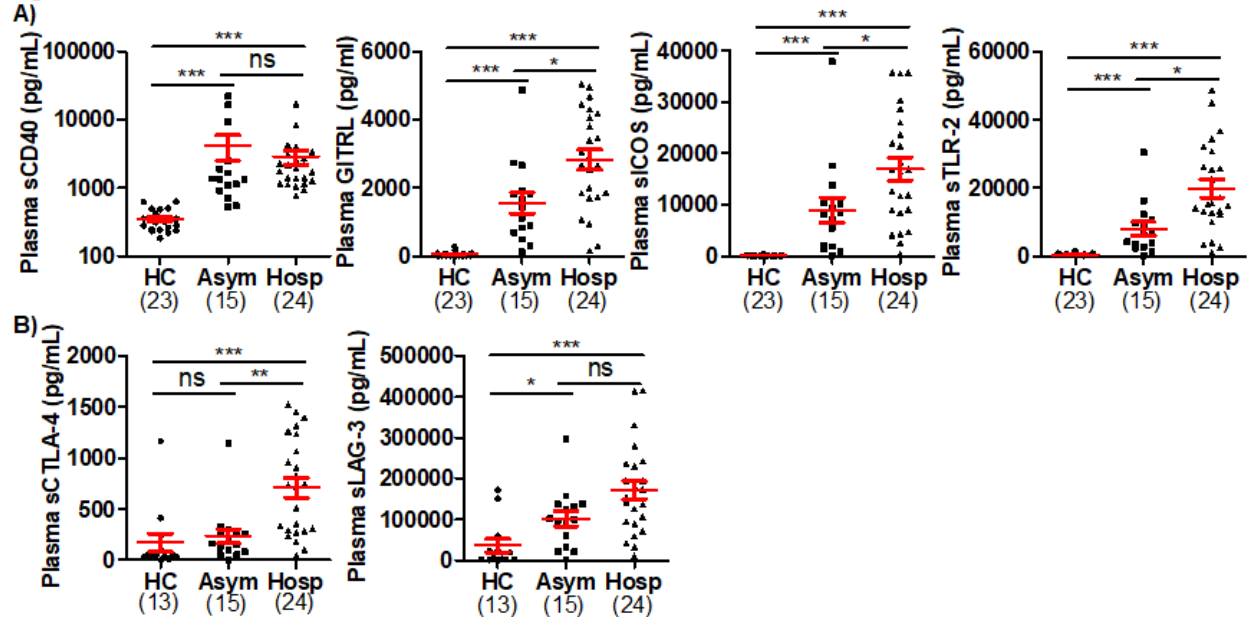 A)
Plasma sCD40 (pg/mL)
100000
10000
1000
100
***
***
ns
HC
Asym
Hosp
(23)
(15)
(24)
Plasma GITRL (pg/ml)
6000
4000
2000
0
***
***
*
HC
Asym
Hosp
(23)
(15)
(24)
Plasma sICOS (pg/mL)
40000
30000
20000
10000
0
***
***
*
HC
Asym
Hosp
(23)
(15)
(24)
Plasma sTLR-2 (pg/mL)
60000
40000
20000
0
***
***
*
HC
Asym
Hosp
(23)
(15)
(24)
B)
Plasma sCTLA-4 (pg/mL)
2000
1500
1000
500
0
***
ns
**
HC
Asym
Hosp
(13)
(15)
(24)
Plasma sLAG-3 (pg/mL)
500000
400000
300000
200000
100000
0
***
*
ns
HC
Asym
Hosp
(13)
(15)
(24)